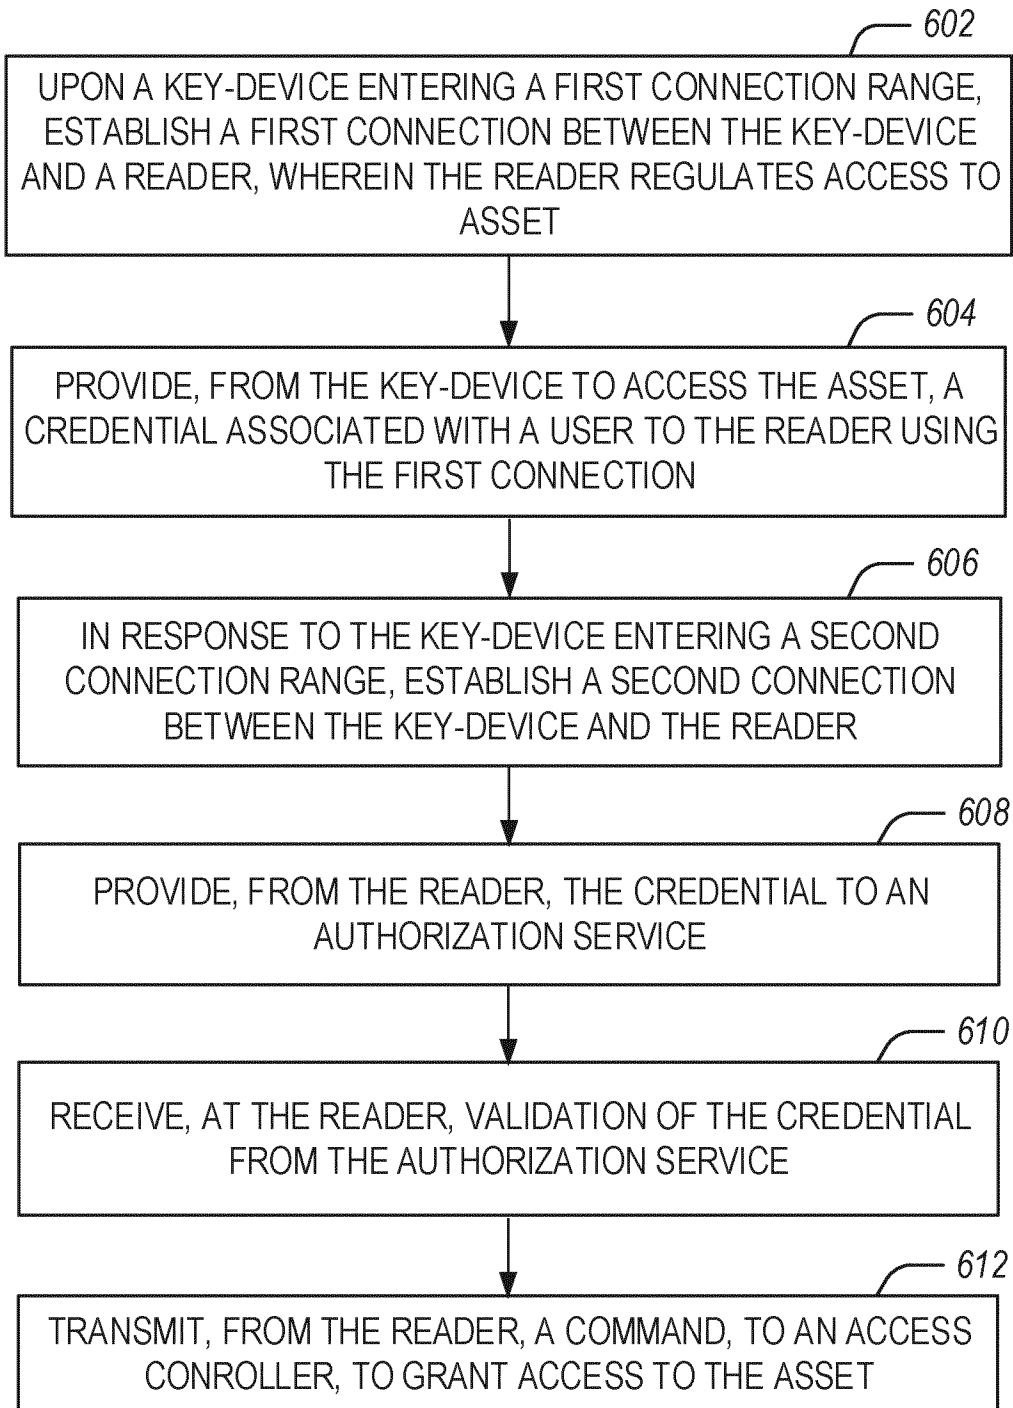 602
UPON A KEY-DEVICE ENTERING A FIRST CONNECTION RANGE,
ESTABLISH A FIRST CONNECTION BETWEEN THE KEY-DEVICE
AND A READER, WHEREIN THE READER REGULATES ACCESS TO
ASSET
604
PROVIDE, FROM THE KEY-DEVICE TO ACCESS THE ASSET, A
CREDENTIAL ASSOCIATED WITH A USER TO THE READER USING
THE FIRST CONNECTION
606
IN RESPONSE TO THE KEY-DEVICE ENTERING A SECOND
CONNECTION RANGE, ESTABLISH A SECOND CONNECTION
BETWEEN THE KEY-DEVICE AND THE READER
608
PROVIDE, FROM THE READER, THE CREDENTIAL TO AN
AUTHORIZATION SERVICE
610
RECEIVE, AT THE READER, VALIDATION OF THE CREDENTIAL
FROM THE AUTHORIZATION SERVICE
612
TRANSMIT, FROM THE READER, A COMMAND, TO AN ACCESS
CONROLLER, TO GRANT ACCESS TO THE ASSET